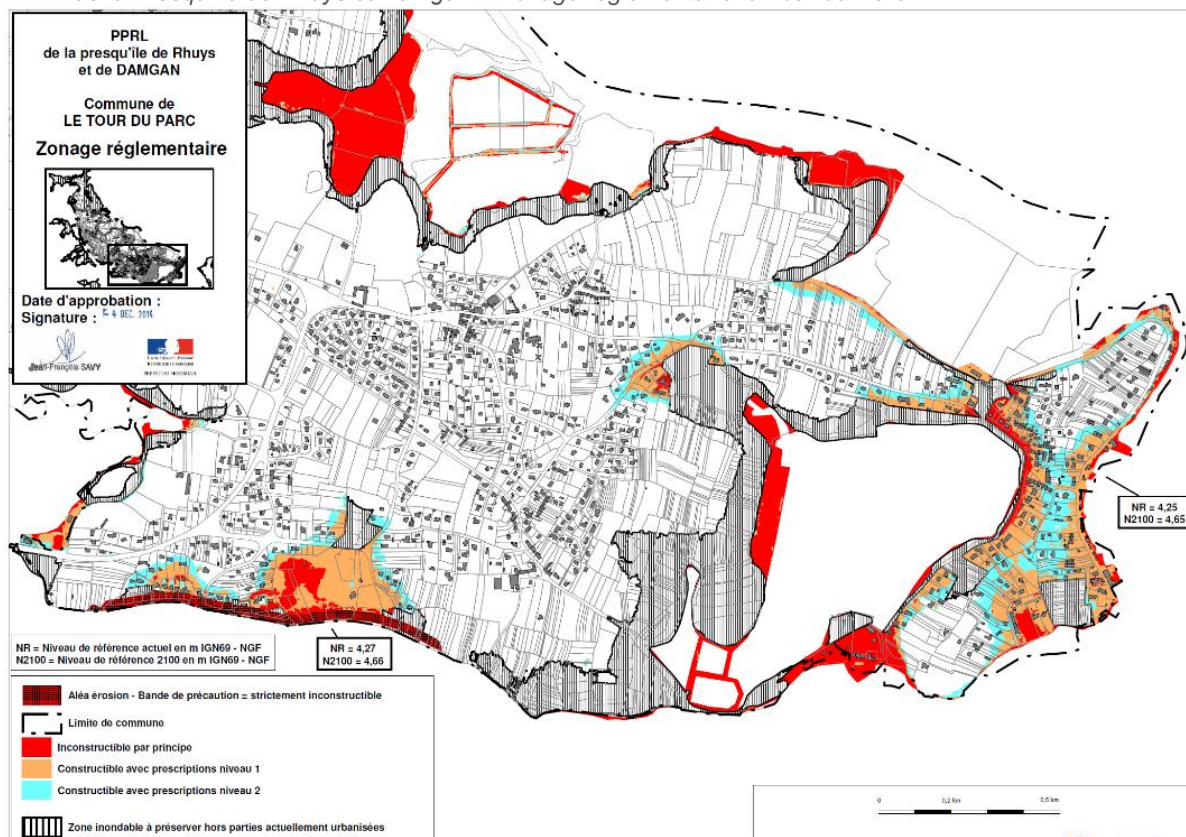 PPRL
de la presqu'île de Rhuys
et de DAMGAN
Commune de
LE TOUR DU PARC
Zonage réglementaire
Date d'approbation :
Signature : 4 DEC. 2014
Jean-François SAVY
NR = 4,25
N2100 = 4,65
NR = 4,27
N2100 = 4,66
NR = Niveau de référence actuel en m IGN69 - NGF
N2100 = Niveau de référence 2100 en m IGN69 - NGF
Aléa érosion - Bande de précaution = strictement inconstructible
Limite de commune
Inconstructible par principe
Constructible avec prescriptions niveau 1
Constructible avec prescriptions niveau 2
Zone inondable à préserver hors parties actuellement urbanisées
0 0,2 km 0,5 km